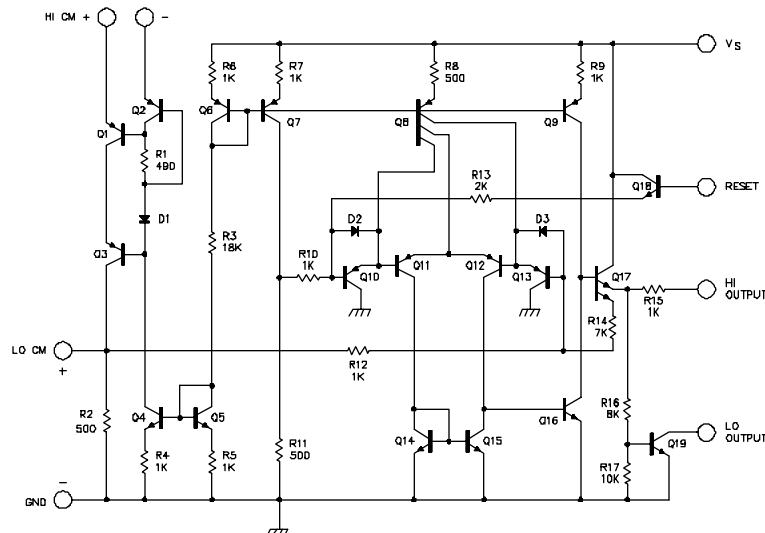 HI CM + -
R6
1K
R7
1K
R8
500
R9
1K
VS
Q2
Q1
Q6
Q7
Q8
Q9
R1
490
R13
2K
Q18
RESET
D1
D2
D3
Q3
R3
18K
R10
1K
Q10
Q11
Q12
Q13
Q17
R15
1K
HI
OUTPUT
R14
7K
LO CM
+
R12
1K
R2
500
Q4
Q5
R16
8K
Q16
LO
OUTPUT
R4
1K
R5
1K
R11
500
Q14
Q15
Q19
R17
10K
-
GND